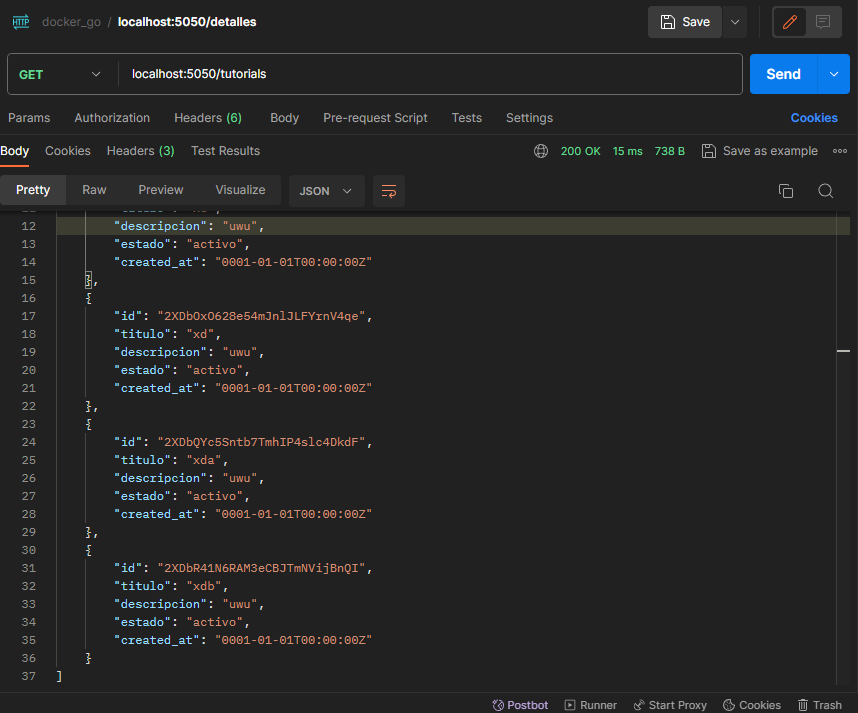 HTTP docker_go / localhost:5050/detalles Save
GET localhost:5050/tutorials Send
Params Authorization Headers (6) Body Pre-request Script Tests Settings Cookies
Body Cookies Headers (3) Test Results 200 OK 15 ms 738 B Save as example
Pretty Raw Preview Visualize JSON
12 "descripcion": "uwu",
13 "estado": "activo",
14 "created_at": "0001-01-01T00:00:00Z"
15 },
16 {
17 "id": "2XDbOxO628e54mJnlJLFYrnV4qe",
18 "titulo": "xd",
19 "descripcion": "uwu",
20 "estado": "activo",
21 "created_at": "0001-01-01T00:00:00Z"
22 },
23 {
24 "id": "2XDbQYc5Sntb7TmhIP4slc4DkdF",
25 "titulo": "xda",
26 "descripcion": "uwu",
27 "estado": "activo",
28 "created_at": "0001-01-01T00:00:00Z"
29 },
30 {
31 "id": "2XDbR41N6RAM3eCBJTmNVijBnQI",
32 "titulo": "xdb",
33 "descripcion": "uwu",
34 "estado": "activo",
35 "created_at": "0001-01-01T00:00:00Z"
36 }
37 ]
Postbot Runner Start Proxy Cookies Trash